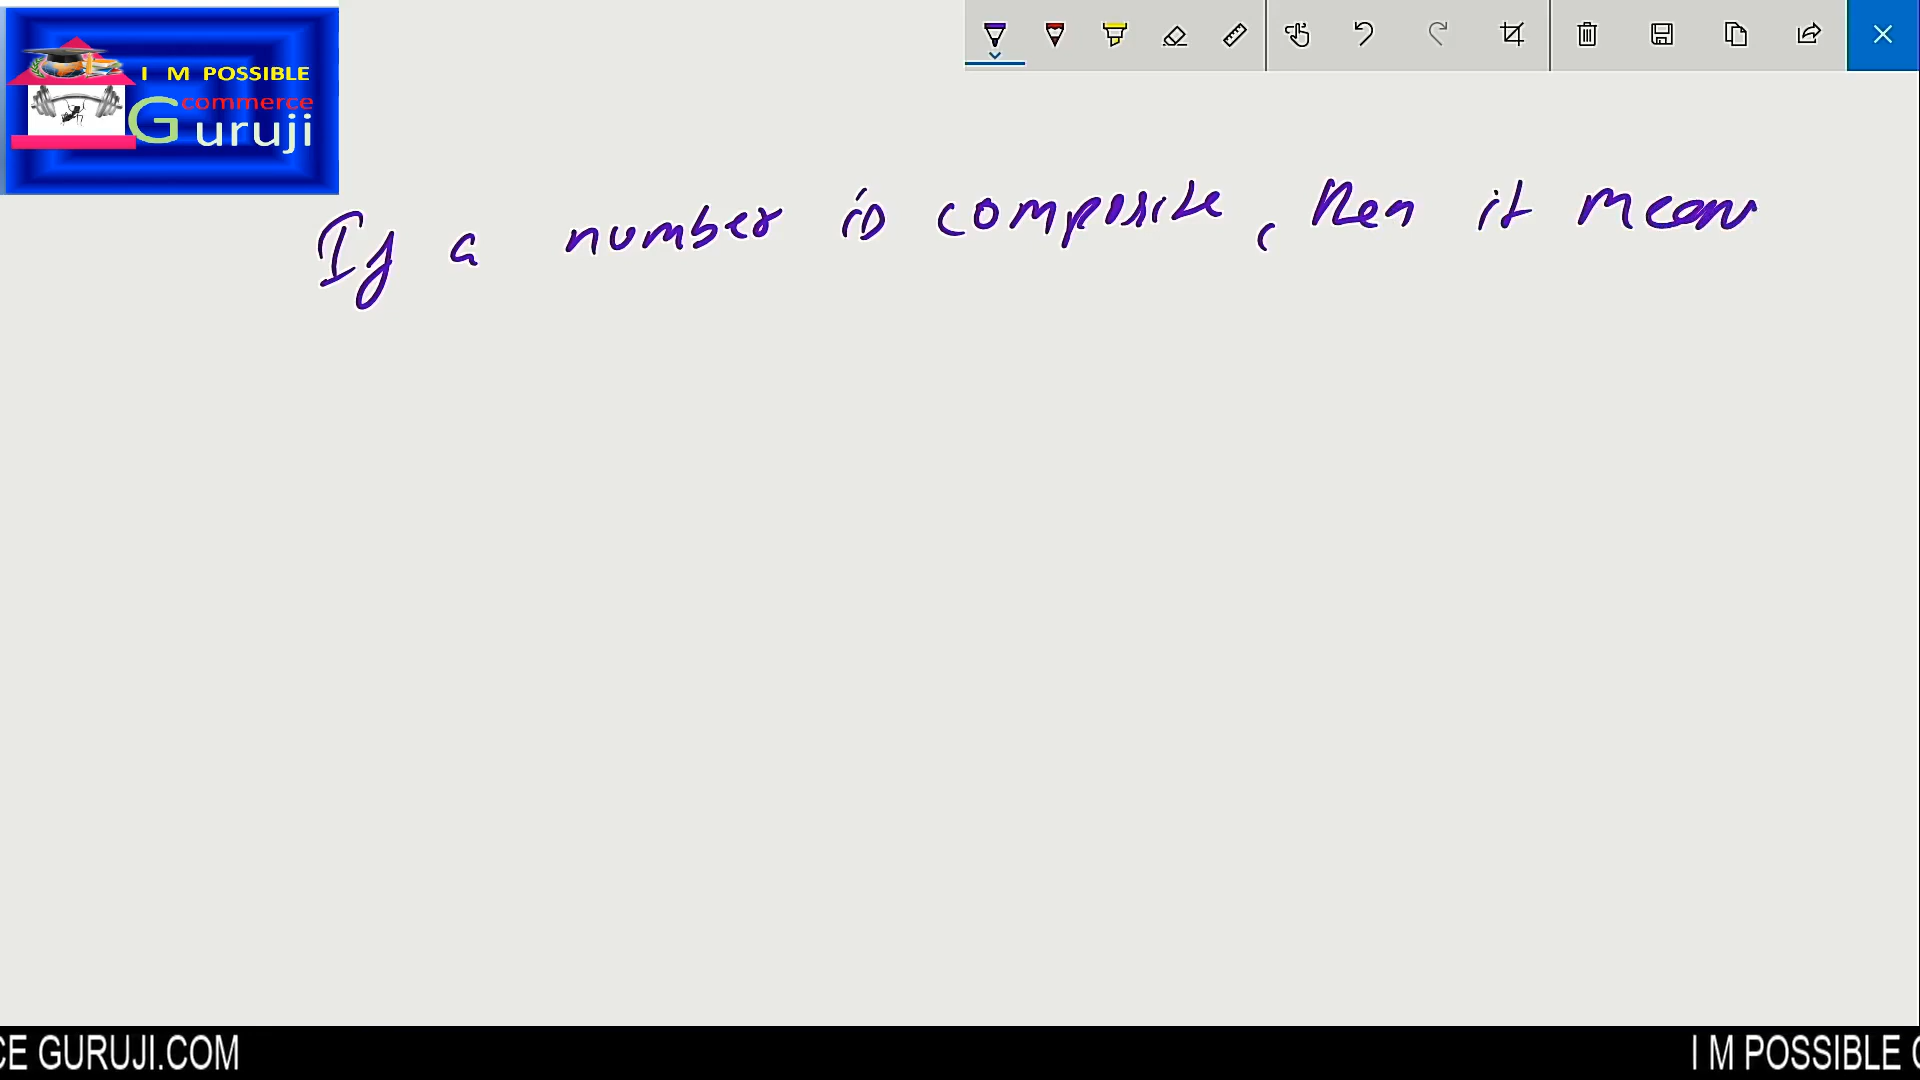 I M POSSIBLE
commerce
Guruji
If a number is composite, then it means
CE GURUJI.COM
I M POSSIBLE C